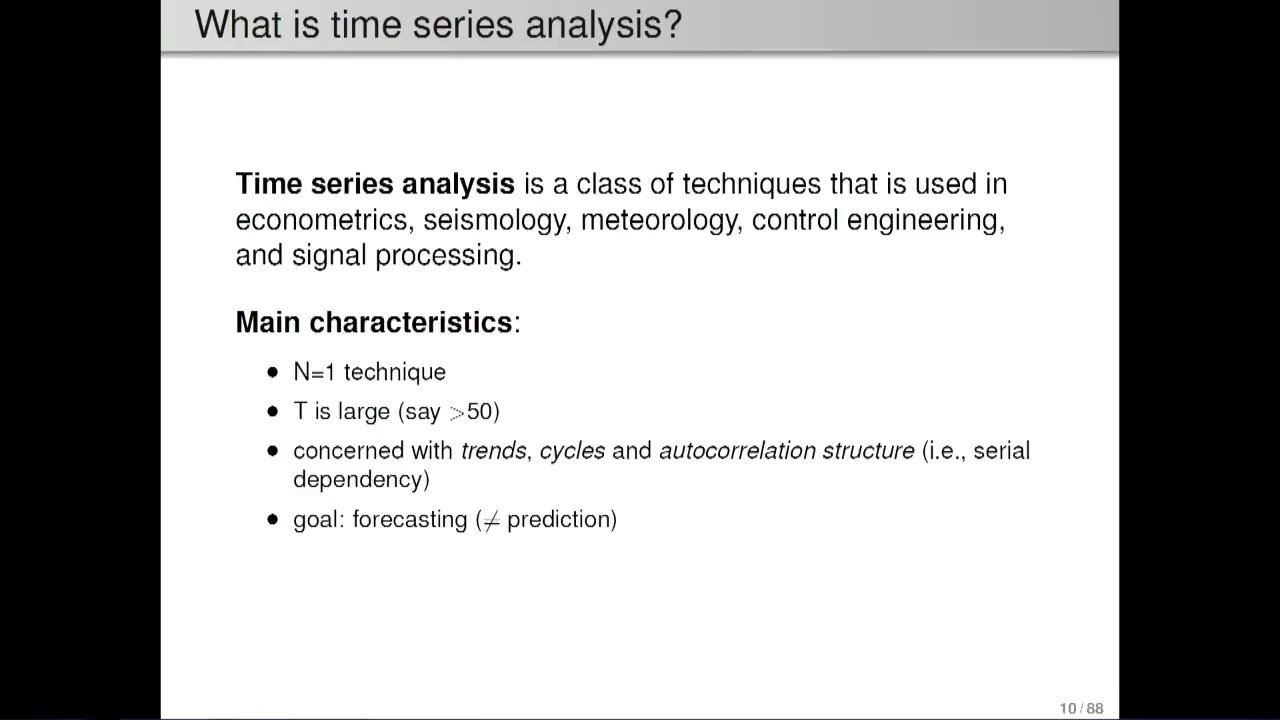 What is time series analysis?
Time series analysis is a class of techniques that is used in
econometrics, seismology, meteorology, control engineering,
and signal processing.
Main characteristics:
• N=1 technique
• T is large (say >50)
• concerned with trends, cycles and autocorrelation structure (i.e., serial
dependency)
• goal: forecasting (≠ prediction)
10 / 88